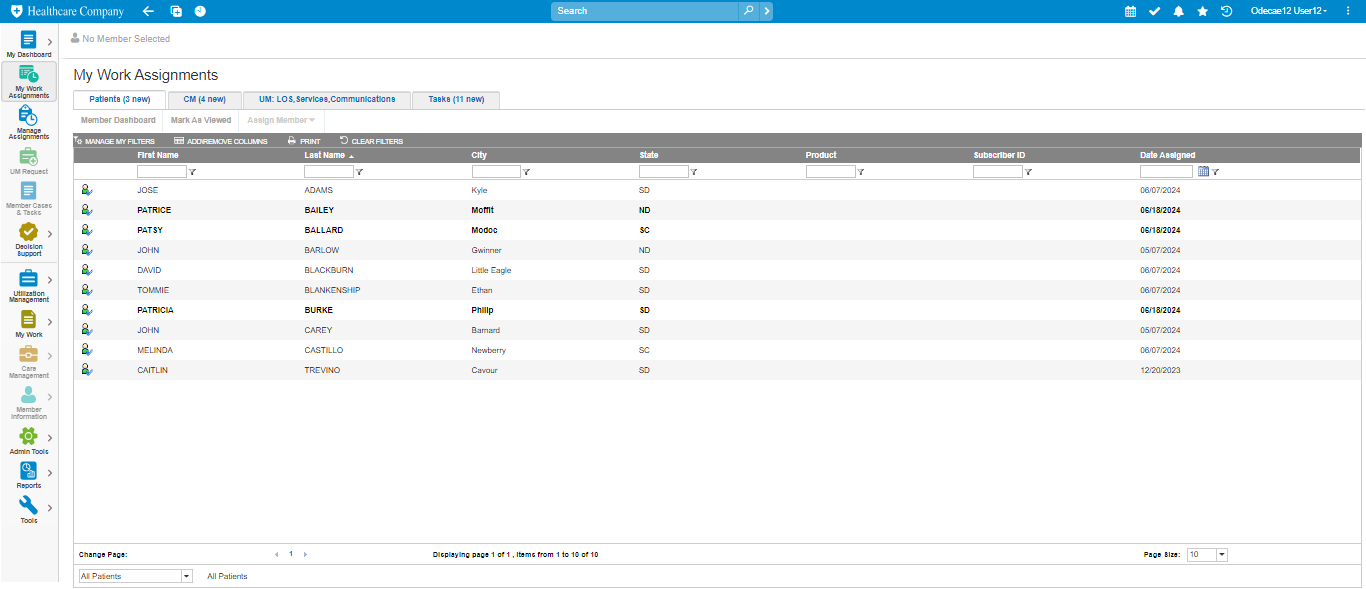 Healthcare Company Search Odecae12 User12
My Dashboard
My Work Assignments
Manage Assignments
UM Request
Member Cases & Tasks
Decision Support
Utilization Management
My Work
Care Management
Member Information
Admin Tools
Reports
Tools
No Member Selected
My Work Assignments
Patients (3 new) CM (4 new) UM: LOS,Services,Communications Tasks (11 new)
Member Dashboard Mark As Viewed Assign Member
MANAGE MY FILTERS ADD\REMOVE COLUMNS PRINT CLEAR FILTERS
First Name Last Name City State Product Subscriber ID Date Assigned
JOSE ADAMS Kyle SD 06/07/2024
PATRICE BAILEY Moffit ND 06/18/2024
PATSY BALLARD Modoc SC 06/18/2024
JOHN BARLOW Gwinner ND 05/07/2024
DAVID BLACKBURN Little Eagle SD 06/07/2024
TOMMIE BLANKENSHIP Ethan SD 06/07/2024
PATRICIA BURKE Philip SD 06/18/2024
JOHN CAREY Barnard SD 05/07/2024
MELINDA CASTILLO Newberry SC 06/07/2024
CAITLIN TREVINO Cavour SD 12/20/2023
Change Page: 1 Displaying page 1 of 1 , items from 1 to 10 of 10 Page Size: 10
All Patients All Patients